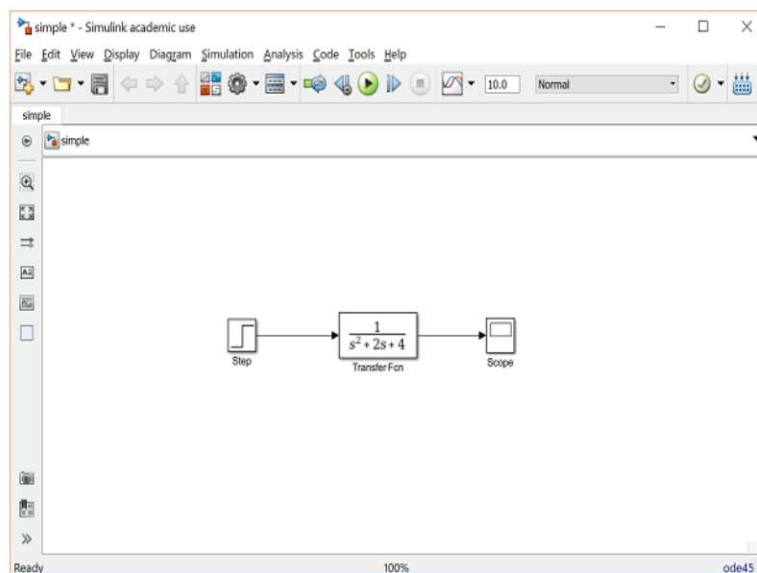 simple * - Simulink academic use
File Edit View Display Diagram Simulation Analysis Code Tools Help
10.0 Normal
simple
simple
1
s² + 2s + 4
Step
Transfer Fcn
Scope
Ready 100% ode45